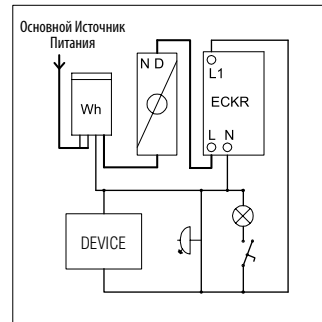 Основной Источник
Питания
N D
L1
ECKR
Wh
L N
DEVICE